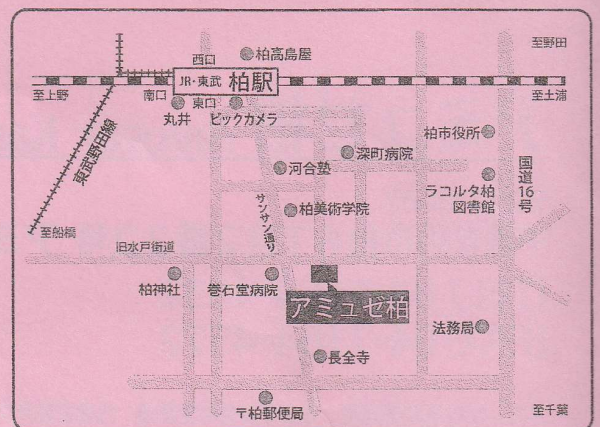 至野田
西口
柏高島屋
JR・東武 柏駅
至上野
南口
東口
至土浦
丸井
ビックカメラ
東武野田線
柏市役所
深町病院
国道16号
河合塾
ラコルタ柏
図書館
サンサン通り
柏美術学院
至船橋
旧水戸街道
柏神社
巻石堂病院
アミュゼ柏
法務局
長全寺
〒柏郵便局
至千葉